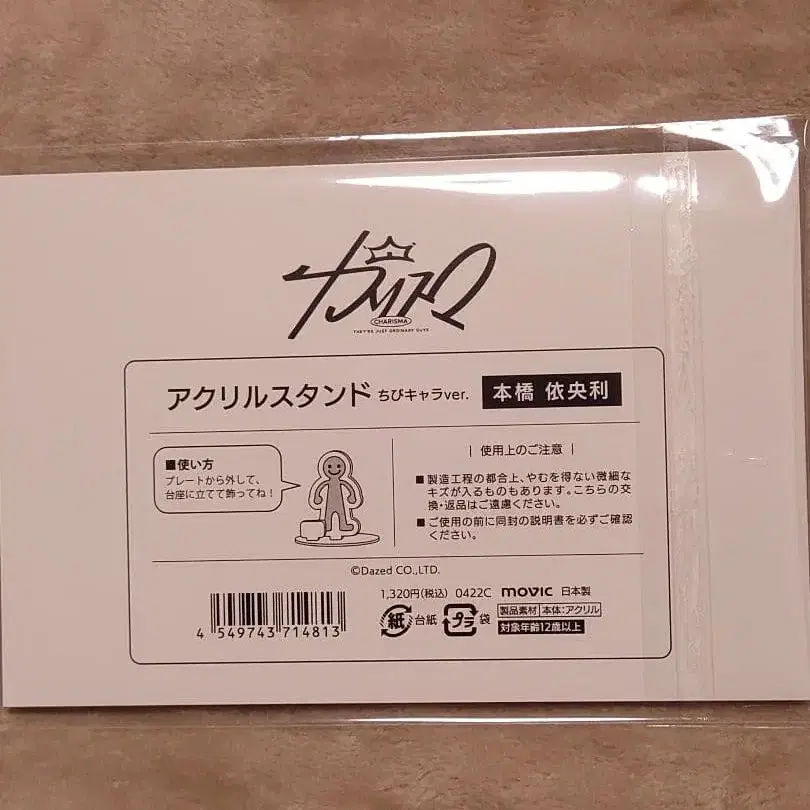 カリスマ
CHARISMA
THEY'RE JUST ORDINARY GUYS
アクリルスタンド ちびキャラver. 本橋 依央利
■使い方
プレートから外して、
台座に立てて飾ってね！
| 使用上のご注意 |
■製造工程の都合上、やむを得ない微細な
キズが入るものもあります。こちらの交
換・返品はご遠慮ください。
■ご使用の前に同封の説明書を必ずご確認
ください。
©Dazed CO.,LTD.
1,320円(税込) 0422C movic 日本製
紙 台紙 プラ 袋
製品素材 本体：アクリル
対象年齢12歳以上
4 549743 714813